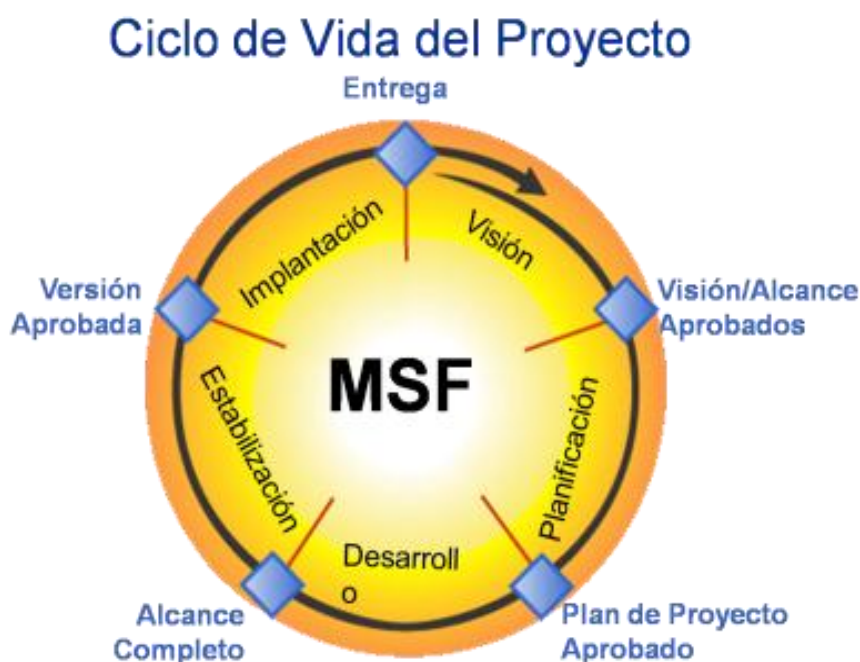 Ciclo de Vida del Proyecto
Entrega
Implantación
Visión
Versión
Aprobada
Visión/Alcance
Aprobados
MSF
Estabilización
Planificación
Desarroll
o
Alcance
Completo
Plan de Proyecto
Aprobado